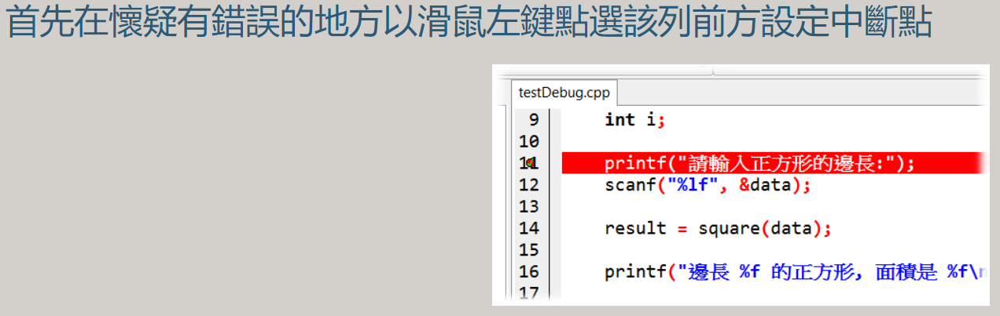 首先在懷疑有錯誤的地方以滑鼠左鍵點選該列前方設定中斷點
testDebug.cpp
9 int i;
10
11 printf("請輸入正方形的邊長:");
12 scanf("%lf", &data);
13
14 result = square(data);
15
16 printf("邊長 %f 的正方形, 面積是 %f\n
17